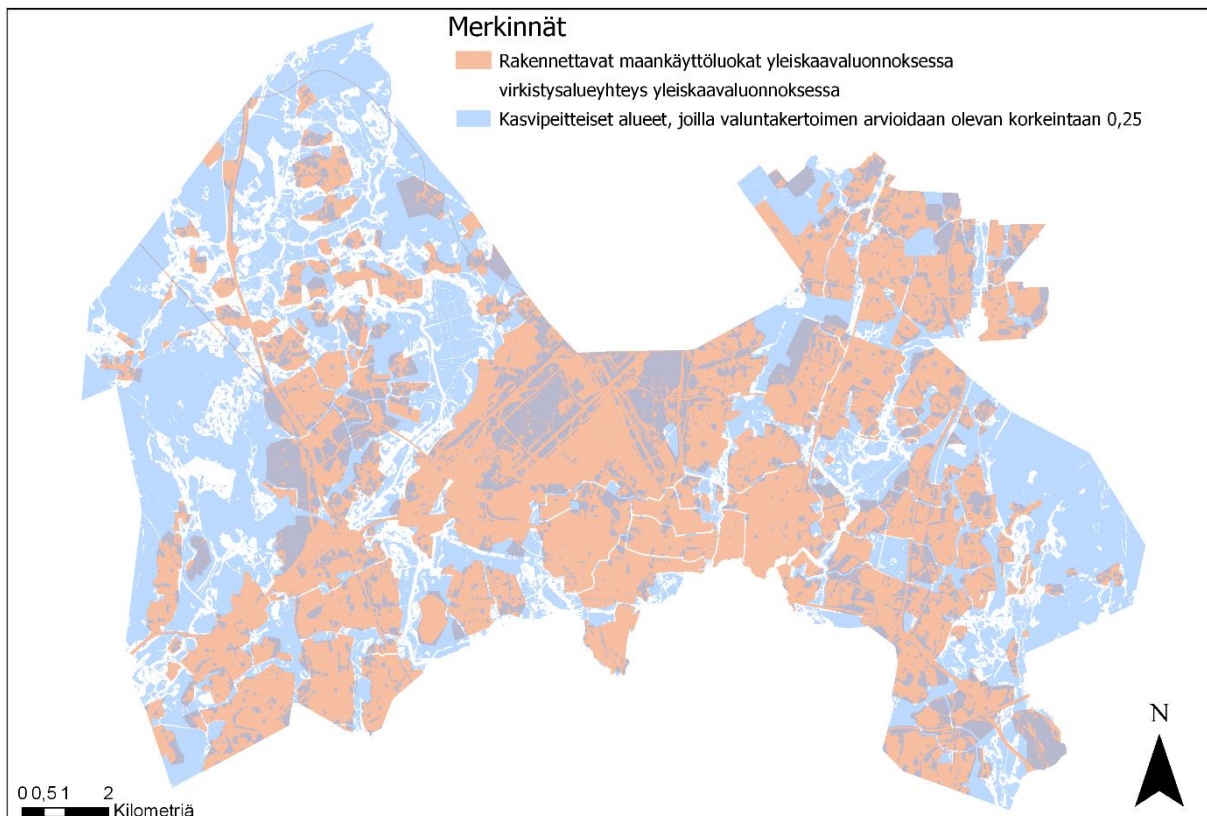 Merkinnät
Rakennettavat maankäyttöluokat yleiskaavaluonnoksessa
virkistysalueyhteys yleiskaavaluonnoksessa
Kasvipeitteiset alueet, joilla valuntakertoimen arvioidaan olevan korkeintaan 0,25
N
0 0,5 1 2
Kilometriä